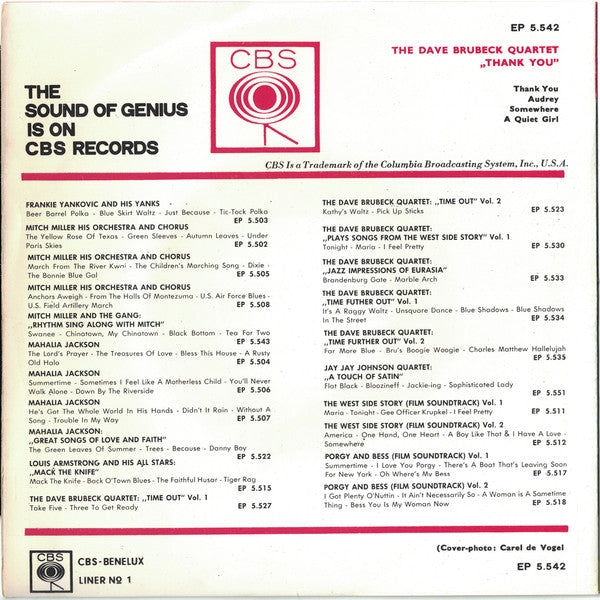 EP 5.542
CBS
THE DAVE BRUBECK QUARTET
„THANK YOU"
THE
SOUND OF GENIUS
IS ON
CBS RECORDS
Thank You
Audrey
Somewhere
A Quiet Girl
CBS Is a Trademark of the Columbia Broadcasting System, Inc., U.S.A.
FRANKIE YANKOVIC AND HIS YANKS
Beer Barrel Polka - Blue Skirt Waltz - Just Because - Tic-Tock Polka
EP 5.503
MITCH MILLER HIS ORCHESTRA AND CHORUS
The Yellow Rose Of Texas - Green Sleeves - Autumn Leaves - Under
Paris Skies EP 5.502
MITCH MILLER HIS ORCHESTRA AND CHORUS
March From The River Kwni - The Children's Marching Song - Dixie -
The Bonnie Blue Gal EP 5.505
MITCH MILLER HIS ORCHESTRA AND CHORUS
Anchors Aweigh - From The Halls Of Montezuma - U.S. Air Force Blues -
U.S. Field Artillery March EP 5.508
MITCH MILLER AND THE GANG:
„RHYTHM SING ALONG WITH MITCH"
Swanee - Chinatown, My Chinatown - Black Bottom - Tea For Two
EP 5.543
MAHALIA JACKSON
The Lord's Prayer - The Treasures Of Love - Bless This House - A Rusty
Old Halo EP 5.504
MAHALIA JACKSON
Summertime - Sometimes I Feel Like A Motherless Child - You'll Never
Walk Alone - Down By The Riverside EP 5.506
MAHALIA JACKSON:
He's Got The Whole World In His Hands - Didn't It Rain - Without A
Song - Trouble In My Way EP 5.507
MAHALIA JACKSON:
„GREAT SONGS OF LOVE AND FAITH"
The Green Leaves Of Summer - Trees - Because - Danny Boy
EP 5.522
LOUIS ARMSTRONG AND HIS ALL STARS:
„MACK THE KNIFE"
Mack The Knife - Back O'Town Blues - The Faithful Husar - Tiger Rag
EP 5.515
THE DAVE BRUBECK QUARTET: „TIME OUT" Vol. 1
Take Five - Three To Get Ready EP 5.527
THE DAVE BRUBECK QUARTET: „TIME OUT" Vol. 2
Kathy's Waltz - Pick Up Sticks EP 5.523
THE DAVE BRUBECK QUARTET:
„PLAYS SONGS FROM THE WEST SIDE STORY" Vol. 1
Tonight - Maria - I Feel Pretty EP 5.530
THE DAVE BRUBECK QUARTET:
„JAZZ IMPRESSIONS OF EURASIA"
Brandenburg Gate - Marble Arch EP 5.533
THE DAVE BRUBECK QUARTET:
„TIME FUTHER OUT" Vol. 1
It's A Raggy Waltz - Unsquare Dance - Blue Shadows - Blue Shadows
In The Street EP 5.534
THE DAVE BRUBECK QUARTET:
„TIME FURTHER OUT" Vol. 2
For More Blue - Bru's Boogie Woogie - Charles Matthew Hallelujah
EP 5.535
JAY JAY JOHNSON QUARTET:
„A TOUCH OF SATIN"
Flat Black - Bloozineff - Jackie-ing - Sophisticated Lady
EP 5.551
THE WEST SIDE STORY (FILM SOUNDTRACK) Vol. 1
Maria - Tonight - Gee Officer Krupkel - I Feel Pretty EP 5.511
THE WEST SIDE STORY (FILM SOUNDTRACK) Vol. 2
America - One Hand, One Heart - A Boy Like That & I Have A Love -
Somewhere EP 5.512
PORGY AND BESS (FILM SOUNDTRACK) Vol. 1
Summertime - I Love You Porgy - There's A Boat That's Leaving Soon
For New York - Oh Where's My Bess EP 5.517
PORGY AND BESS (FILM SOUNDTRACK) Vol. 2
I Got Plenty O'Nuttin - It Ain't Necessarily So - A Woman is A Sometime
Thing - Bess You Is My Woman Now EP 5.518
CBS
CBS-BENELUX
LINER Nº 1
(Cover-photo: Carel de Vogel
EP 5.542